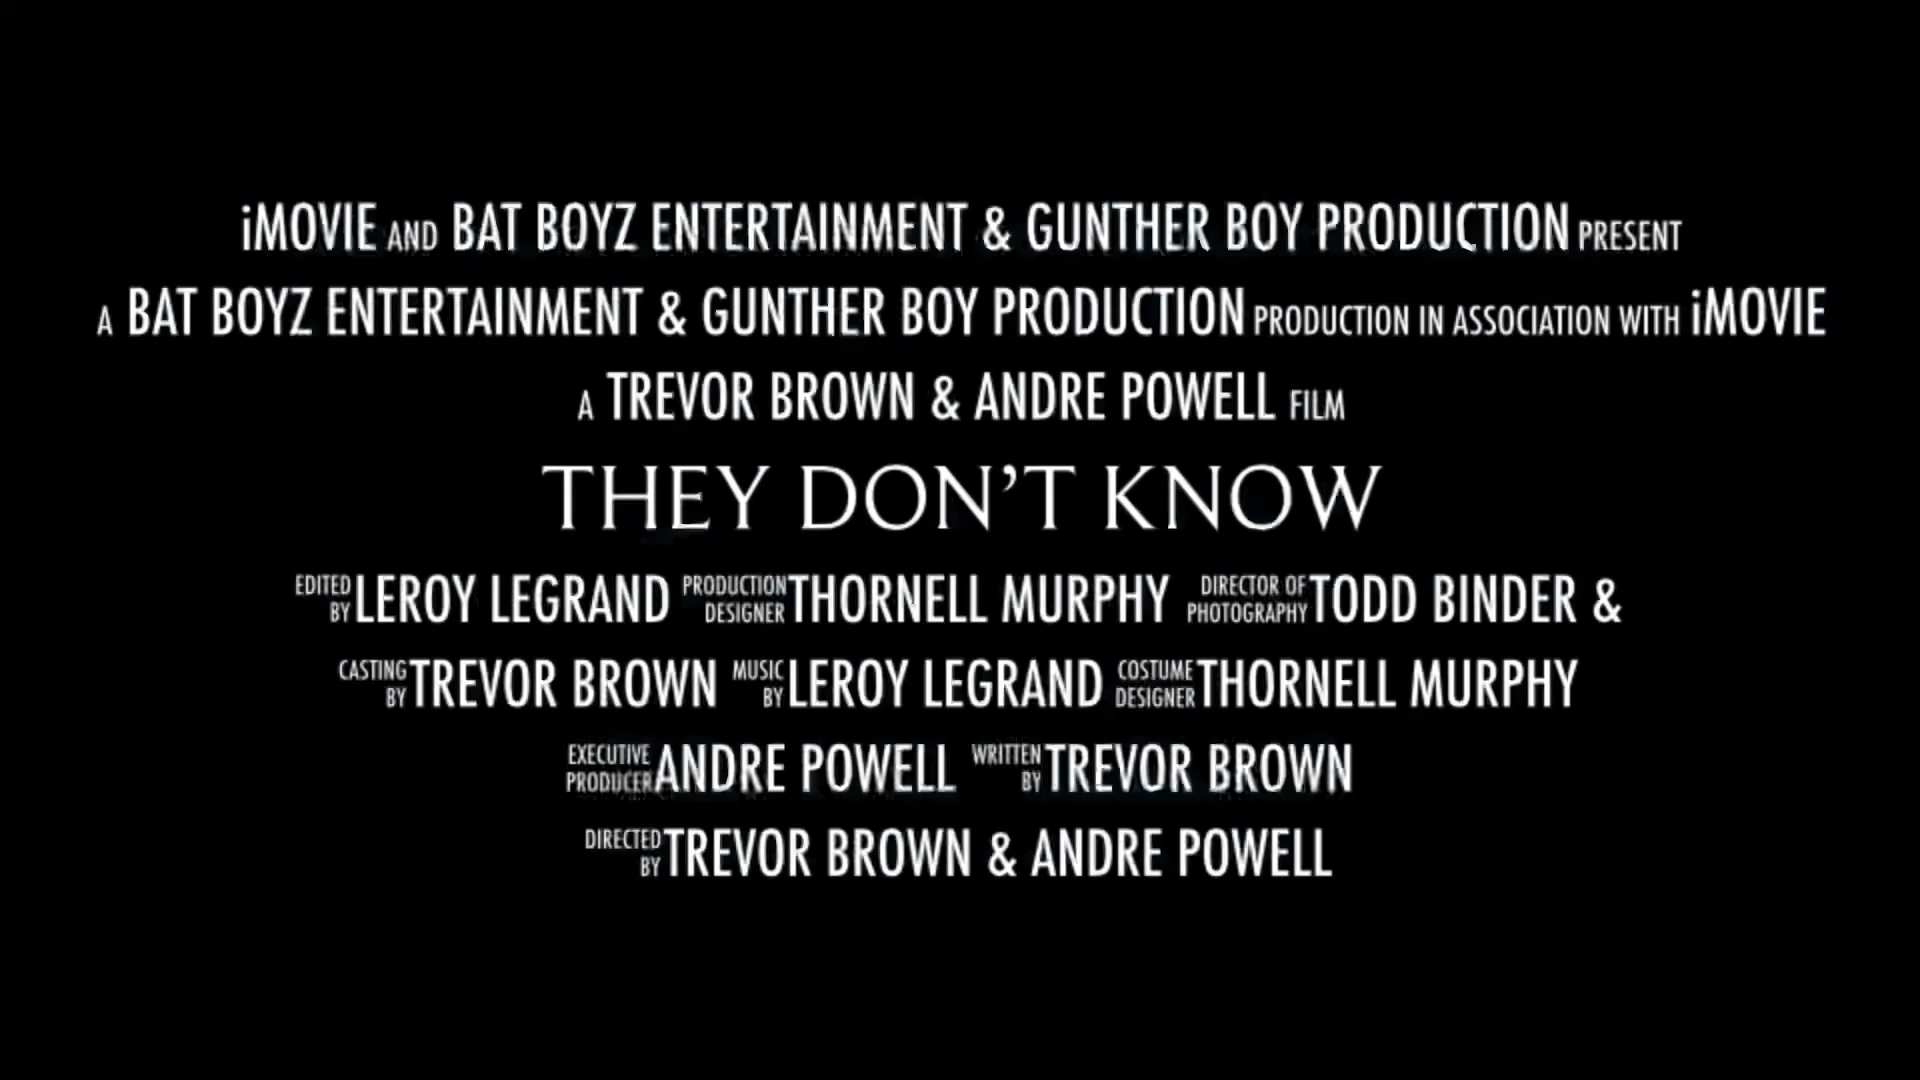 iMOVIE AND BAT BOYZ ENTERTAINMENT & GUNTHER BOY PRODUCTION PRESENT
A BAT BOYZ ENTERTAINMENT & GUNTHER BOY PRODUCTION PRODUCTION IN ASSOCIATION WITH iMOVIE
A TREVOR BROWN & ANDRE POWELL FILM
THEY DON'T KNOW
EDITED BY LEROY LEGRAND PRODUCTION DESIGNER THORNELL MURPHY DIRECTOR OF PHOTOGRAPHY TODD BINDER &
CASTING BY TREVOR BROWN MUSIC BY LEROY LEGRAND COSTUME DESIGNER THORNELL MURPHY
EXECUTIVE PRODUCER ANDRE POWELL WRITTEN BY TREVOR BROWN
DIRECTED BY TREVOR BROWN & ANDRE POWELL